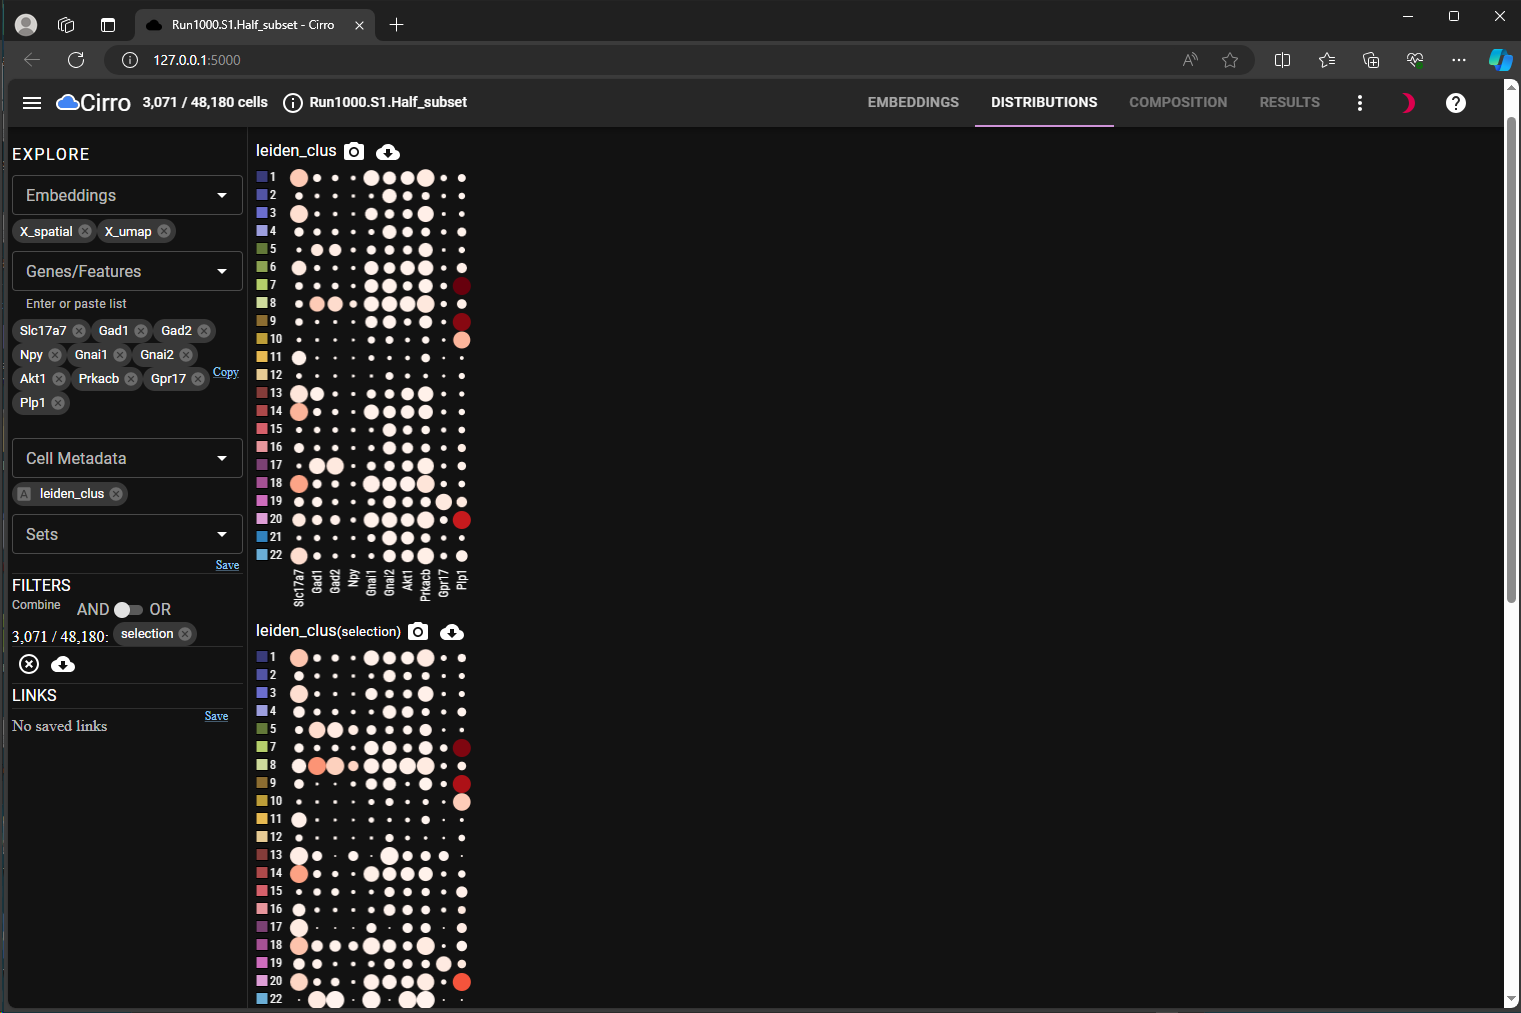 Run1000.S1.Half_subset - Cirro
127.0.0.1:5000
Cirro 3,071 / 48,180 cells Run1000.S1.Half_subset EMBEDDINGS DISTRIBUTIONS COMPOSITION RESULTS
EXPLORE
Embeddings
X_spatial X_umap
Genes/Features
Enter or paste list
Slc17a7 Gad1 Gad2
Npy Gnai1 Gnai2
Akt1 Prkacb Gpr17 Copy
Plp1
Cell Metadata
A leiden_clus
Sets
Save
FILTERS
Combine AND OR
3,071 / 48,180: selection
LINKS
Save
No saved links
leiden_clus
1
2
3
4
5
6
7
8
9
10
11
12
13
14
15
16
17
18
19
20
21
22
Slc17a7 Gad1 Gad2 Npy Gnai1 Gnai2 Akt1 Prkacb Gpr17 Plp1
leiden_clus(selection)
1
2
3
4
5
7
8
9
10
11
12
13
14
15
16
17
18
19
20
22